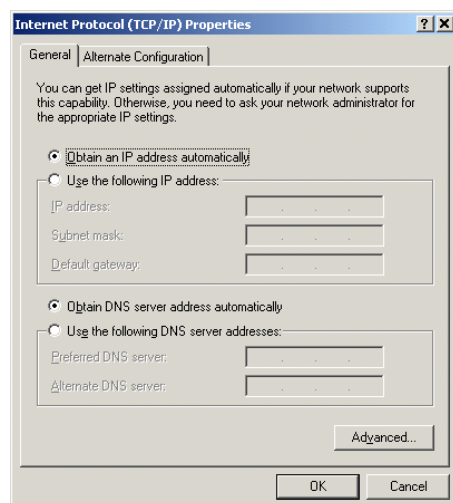 Internet Protocol (TCP/IP) Properties
General Alternate Configuration
You can get IP settings assigned automatically if your network supports
this capability. Otherwise, you need to ask your network administrator for
the appropriate IP settings.
Obtain an IP address automatically
Use the following IP address:
IP address:
Subnet mask:
Default gateway:
Obtain DNS server address automatically
Use the following DNS server addresses:
Preferred DNS server:
Alternate DNS server:
Advanced...
OK Cancel